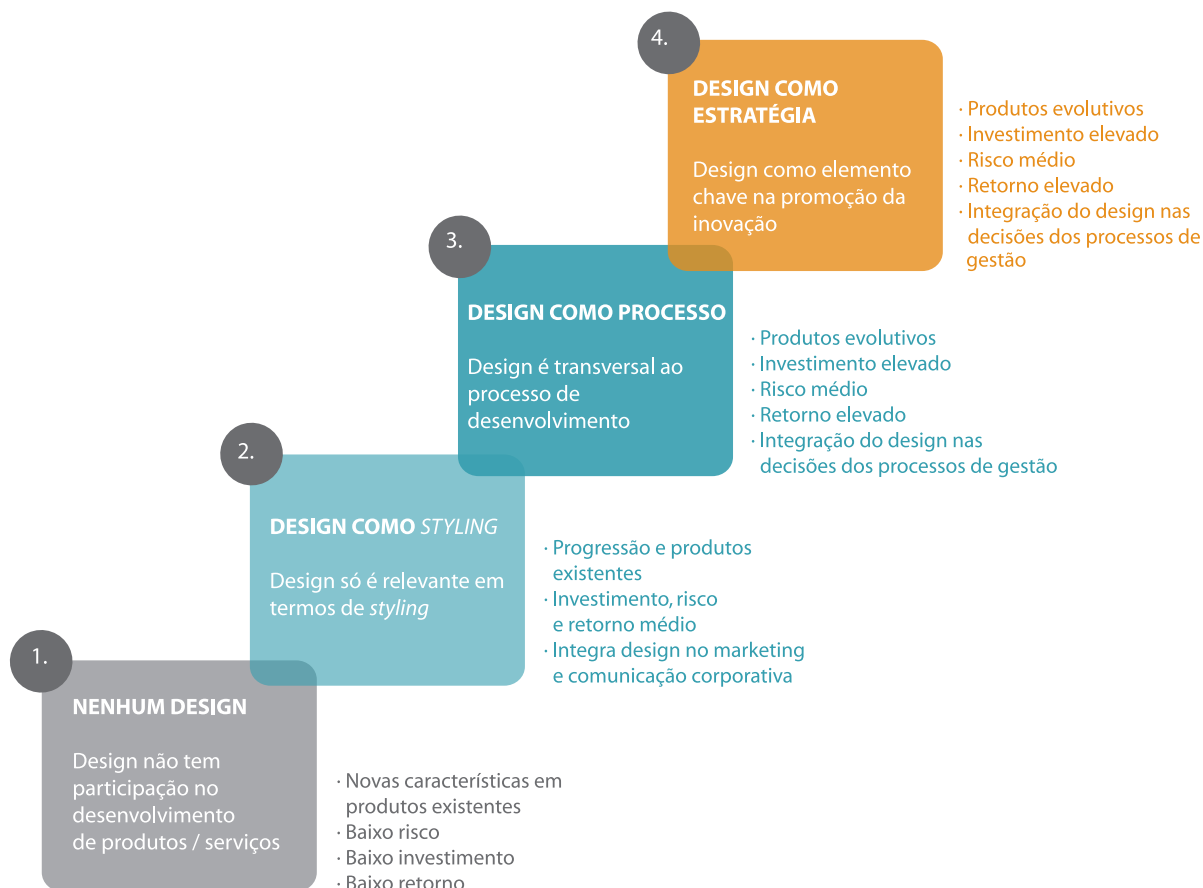 4.
DESIGN COMO
ESTRATÉGIA
Design como elemento
chave na promoção da
inovação
· Produtos evolutivos
· Investimento elevado
· Risco médio
· Retorno elevado
· Integração do design nas
decisões dos processos de
gestão
3.
DESIGN COMO PROCESSO
Design é transversal ao
processo de
desenvolvimento
· Produtos evolutivos
· Investimento elevado
· Risco médio
· Retorno elevado
· Integração do design nas
decisões dos processos de gestão
2.
DESIGN COMO STYLING
Design só é relevante em
termos de styling
· Progressão e produtos
existentes
· Investimento, risco
e retorno médio
· Integra design no marketing
e comunicação corporativa
1.
NENHUM DESIGN
Design não tem
participação no
desenvolvimento
de produtos / serviços
· Novas características em
produtos existentes
· Baixo risco
· Baixo investimento
· Baixo retorno